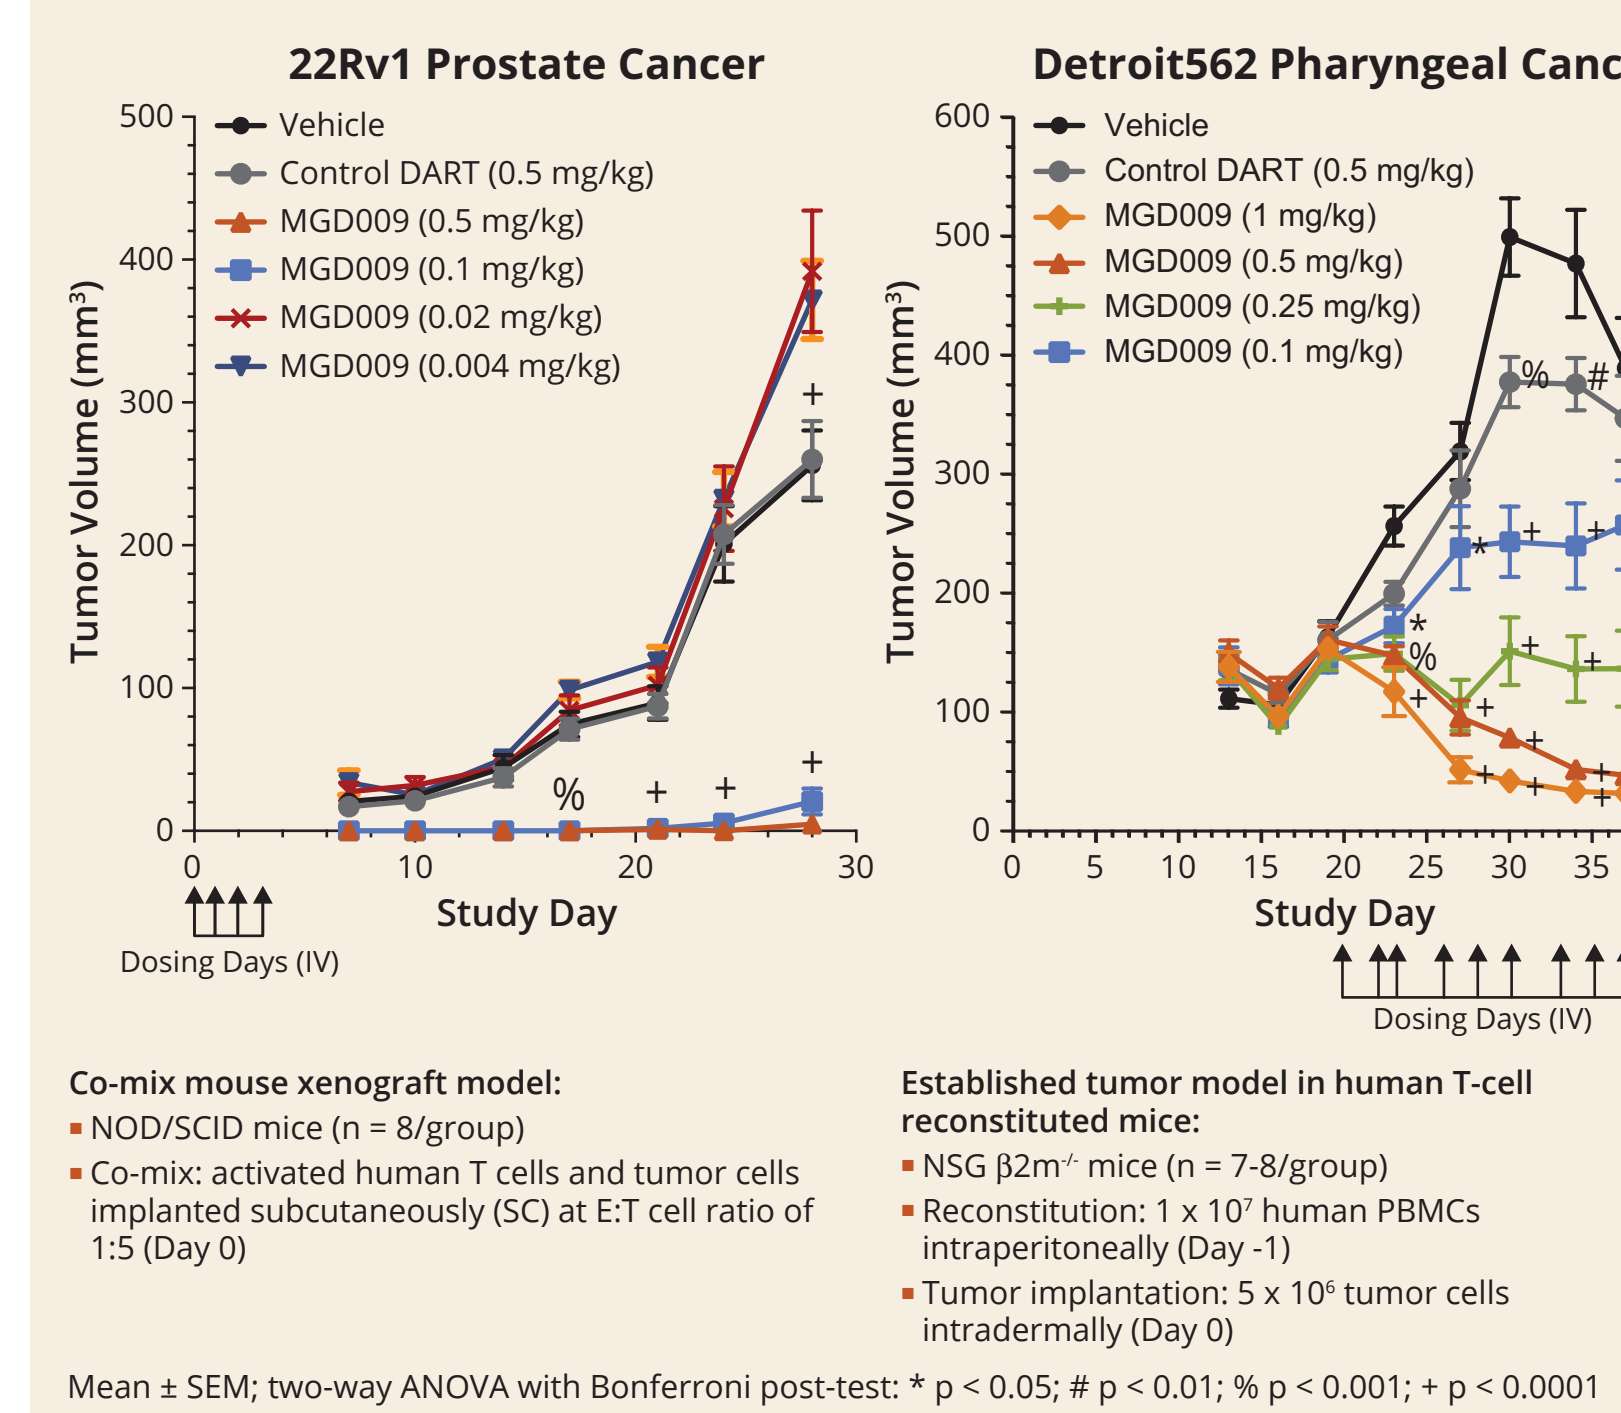 22Rv1 Prostate Cancer
500
400
300
200
100
0
Tumor Volume (mm³)
Vehicle
Control DART (0.5 mg/kg)
MGD009 (0.5 mg/kg)
MGD009 (0.1 mg/kg)
MGD009 (0.02 mg/kg)
MGD009 (0.004 mg/kg)
+
% + + +
0 10 20 30
Study Day
Dosing Days (IV)
Detroit562 Pharyngeal Canc
600
500
400
300
200
100
0
Tumor Volume (mm³)
Vehicle
Control DART (0.5 mg/kg)
MGD009 (1 mg/kg)
MGD009 (0.5 mg/kg)
MGD009 (0.25 mg/kg)
MGD009 (0.1 mg/kg)
% #
* + +
*
%
+ +
+ + + +
+ + +
0 5 10 15 20 25 30 35
Study Day
Dosing Days (IV)
Co-mix mouse xenograft model:
NOD/SCID mice (n = 8/group)
Co-mix: activated human T cells and tumor cells
implanted subcutaneously (SC) at E:T cell ratio of
1:5 (Day 0)
Established tumor model in human T-cell
reconstituted mice:
NSG β2m-/- mice (n = 7-8/group)
Reconstitution: 1 x 10⁷ human PBMCs
intraperitoneally (Day -1)
Tumor implantation: 5 x 10⁶ tumor cells
intradermally (Day 0)
Mean ± SEM; two-way ANOVA with Bonferroni post-test: * p < 0.05; # p < 0.01; % p < 0.001; + p < 0.0001